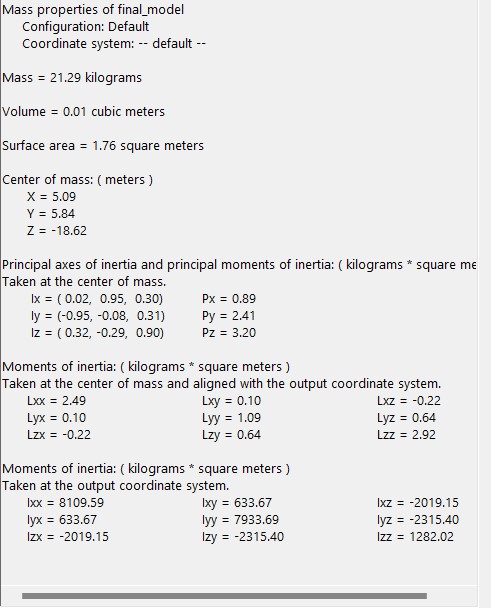 Mass properties of final_model
Configuration: Default
Coordinate system: -- default --
Mass = 21.29 kilograms
Volume = 0.01 cubic meters
Surface area = 1.76 square meters
Center of mass: ( meters )
X = 5.09
Y = 5.84
Z = -18.62
Principal axes of inertia and principal moments of inertia: ( kilograms * square me
Taken at the center of mass.
Ix = ( 0.02, 0.95, 0.30) Px = 0.89
Iy = (-0.95, -0.08, 0.31) Py = 2.41
Iz = ( 0.32, -0.29, 0.90) Pz = 3.20
Moments of inertia: ( kilograms * square meters )
Taken at the center of mass and aligned with the output coordinate system.
Lxx = 2.49 Lxy = 0.10 Lxz = -0.22
Lyx = 0.10 Lyy = 1.09 Lyz = 0.64
Lzx = -0.22 Lzy = 0.64 Lzz = 2.92
Moments of inertia: ( kilograms * square meters )
Taken at the output coordinate system.
Ixx = 8109.59 Ixy = 633.67 Ixz = -2019.15
Iyx = 633.67 Iyy = 7933.69 Iyz = -2315.40
Izx = -2019.15 Izy = -2315.40 Izz = 1282.02